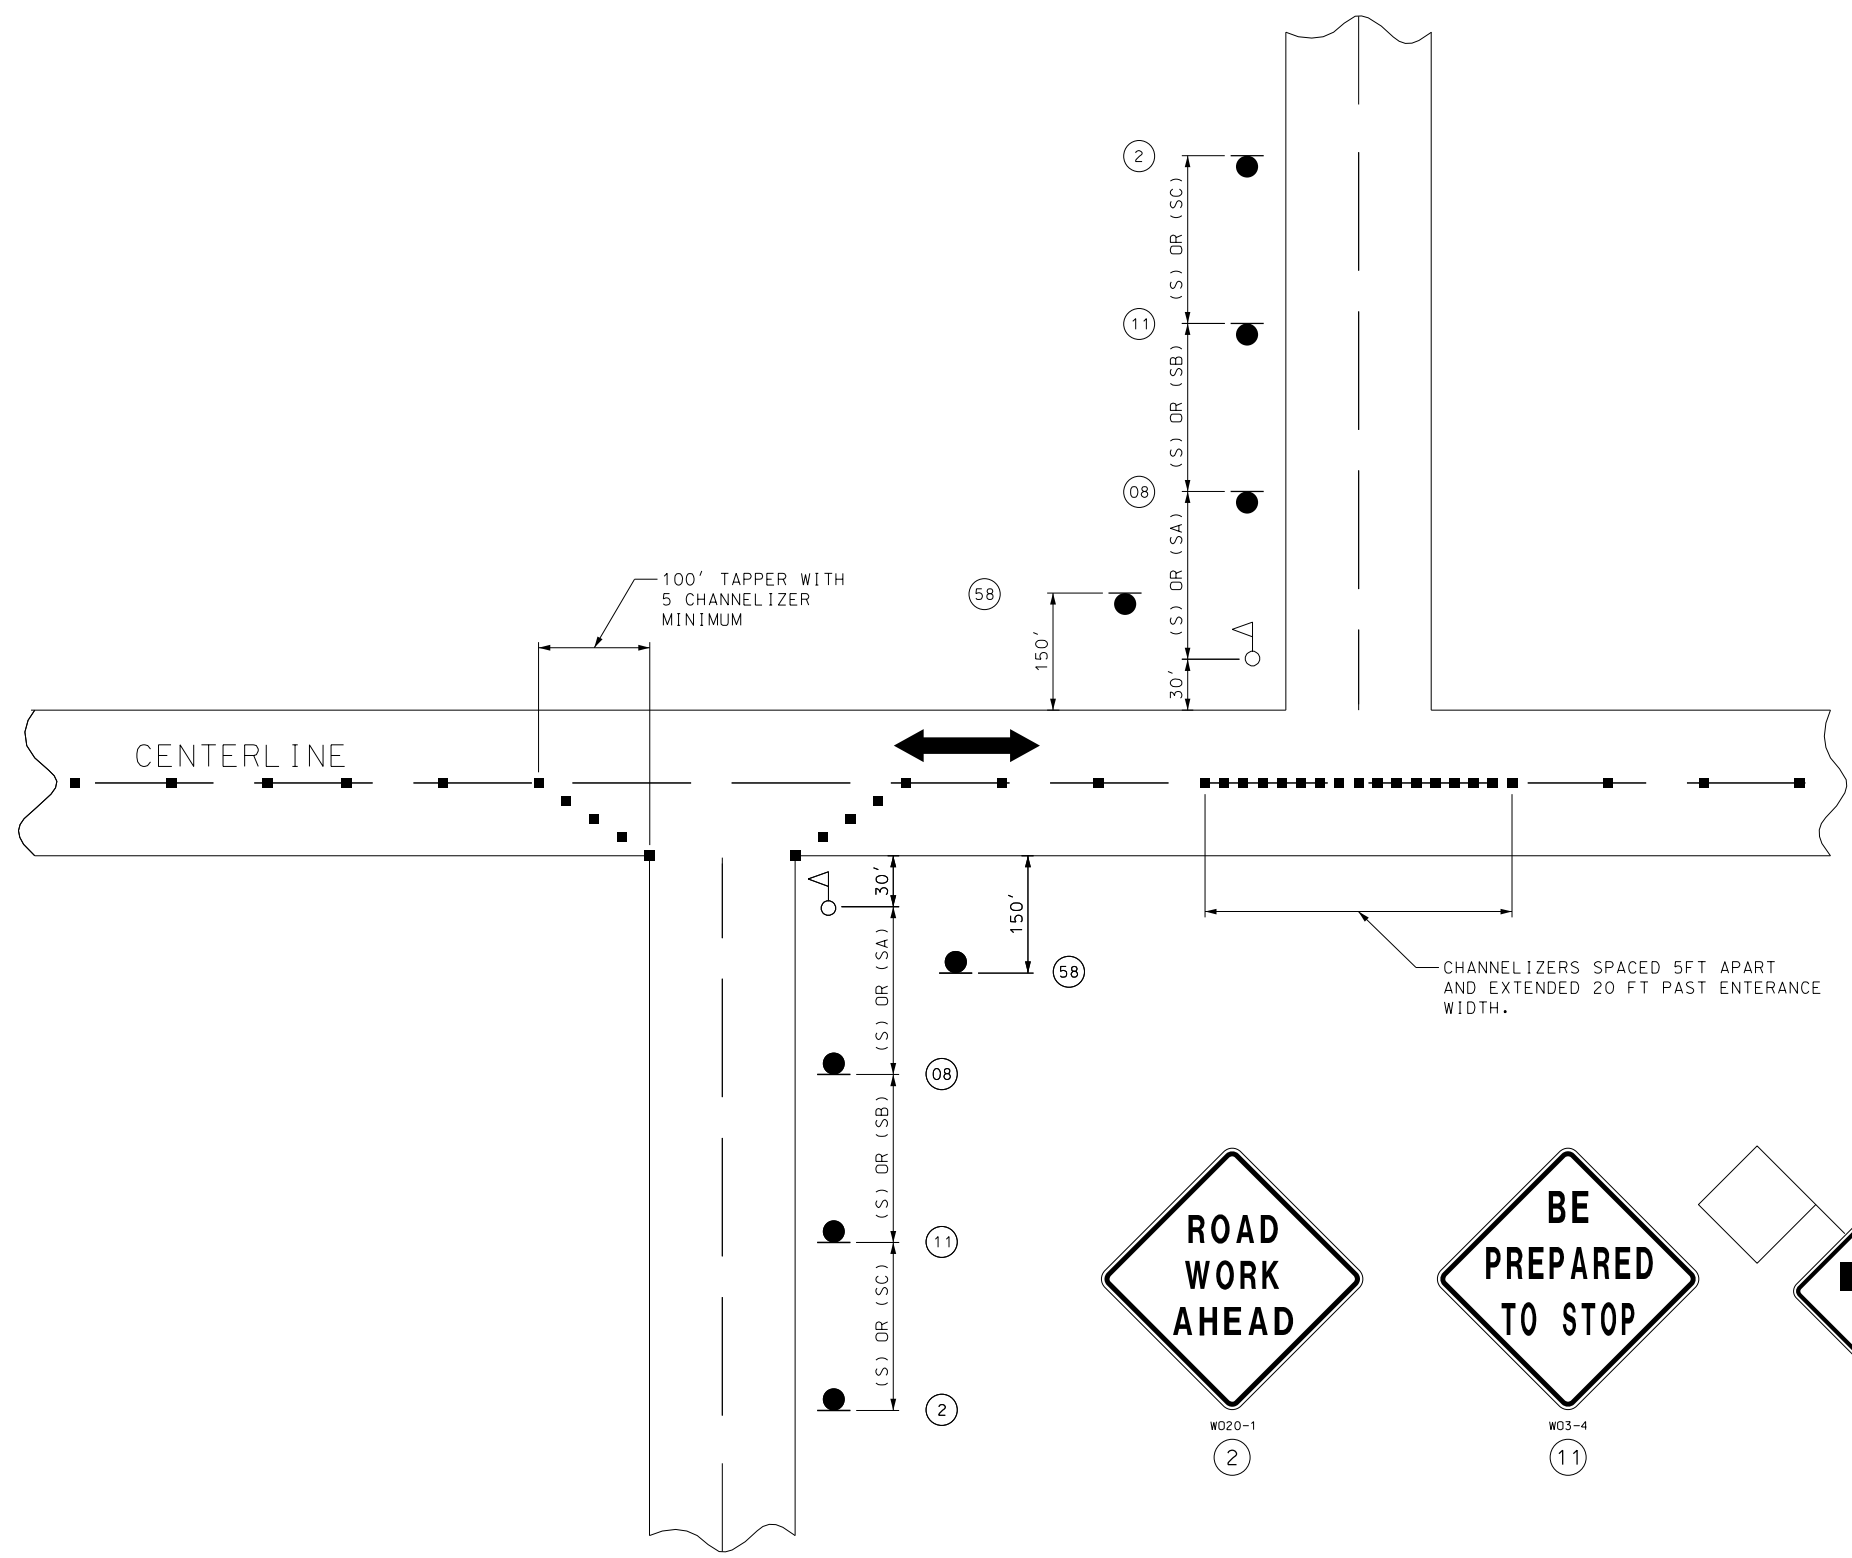 2
(S) OR (SC)
11
(S) OR (SB)
08
(S) OR (SA)
100' TAPPER WITH
5 CHANNELIZER
MINIMUM
58
150'
30'
CENTERLINE
30'
150'
(S) OR (SA)
58
CHANNELIZERS SPACED 5FT APART
AND EXTENDED 20 FT PAST ENTERANCE
WIDTH.
08
(S) OR (SB)
11
(S) OR (SC)
2
ROAD
WORK
AHEAD
WO20-1
2
BE
PREPARED
TO STOP
WO3-4
11